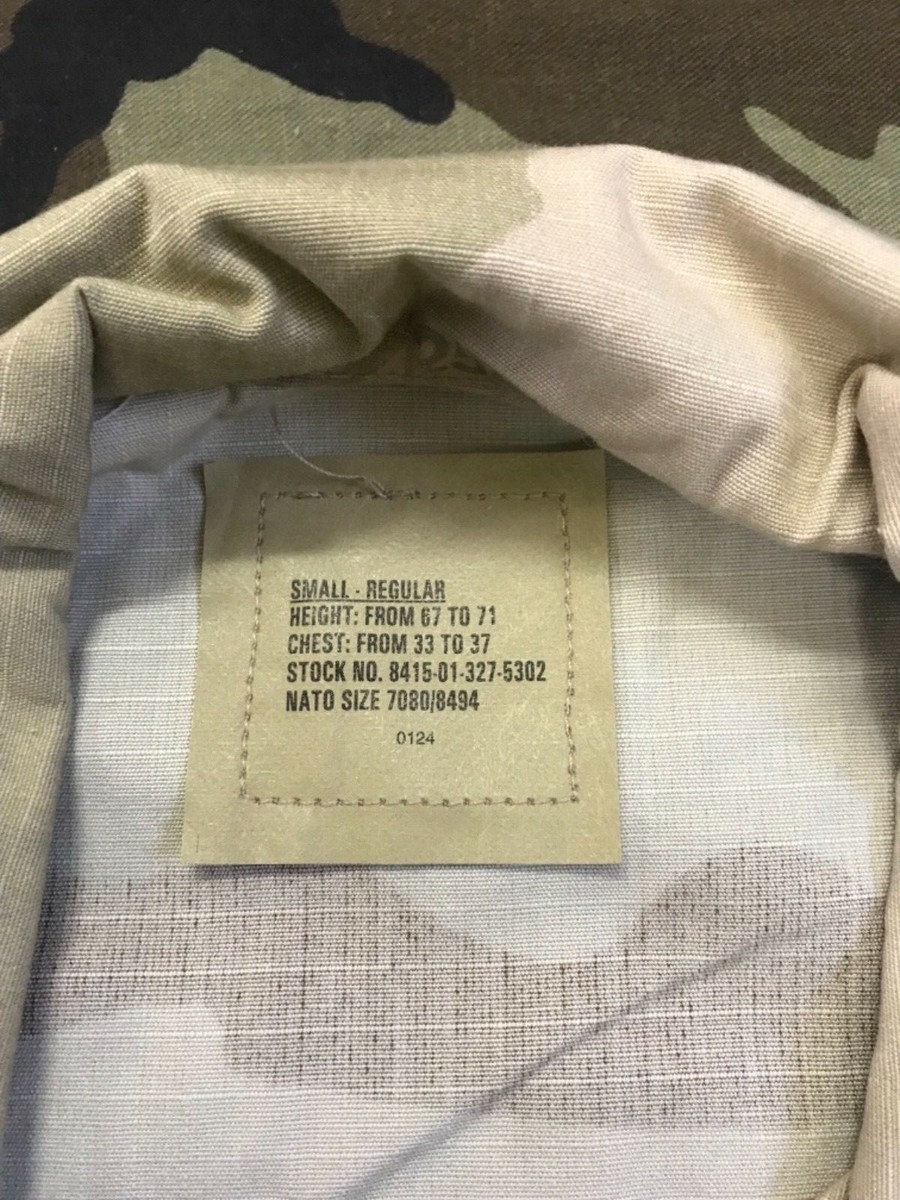 SMALL - REGULAR
HEIGHT: FROM 67 TO 71
CHEST: FROM 33 TO 37
STOCK NO. 8415-01-327-5302
NATO SIZE 7080/8494
0124